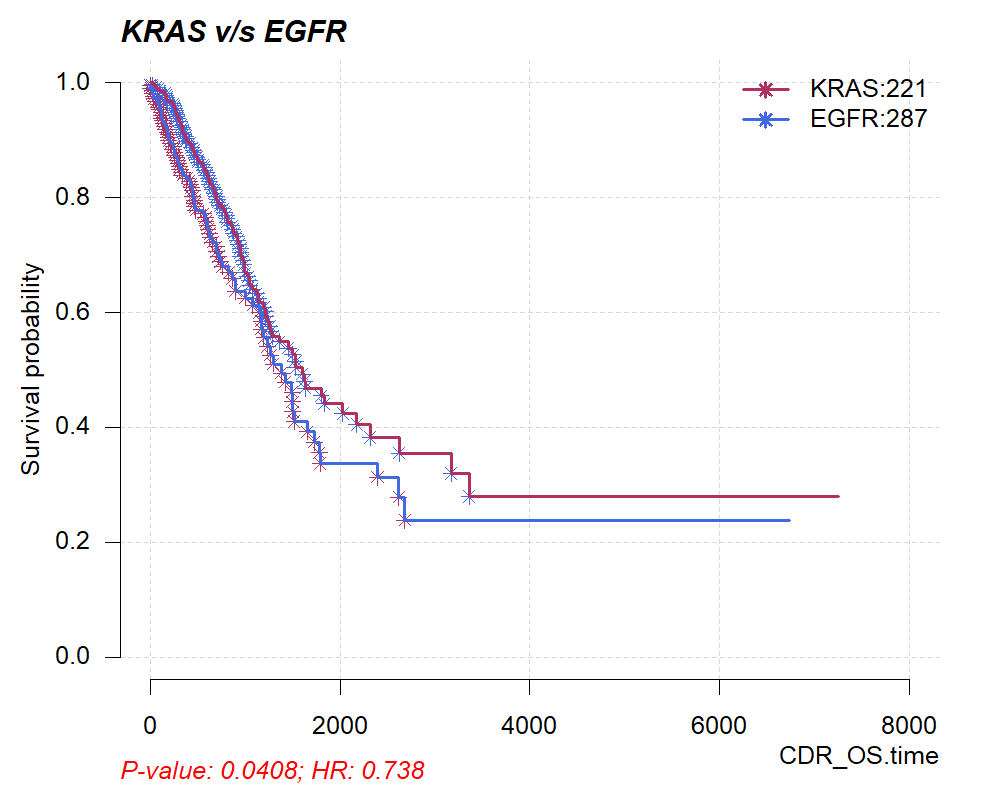 KRAS v/s EGFR
KRAS:221
EGFR:287
Survival probability
1.0
0.8
0.6
0.4
0.2
0.0
0 2000 4000 6000 8000
CDR_OS.time
P-value: 0.0408; HR: 0.738